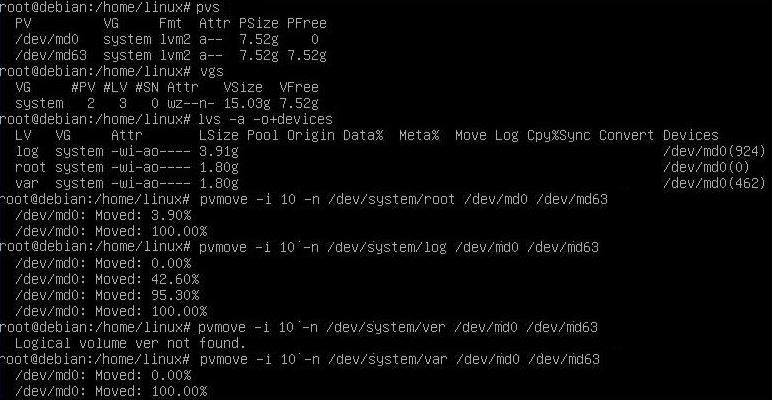 root@debian:/home/linux# pvs
  PV         VG     Fmt  Attr PSize PFree
  /dev/md0   system lvm2 a--  7.52g    0
  /dev/md63  system lvm2 a--  7.52g 7.52g
root@debian:/home/linux# vgs
  VG     #PV #LV #SN Attr   VSize  VFree
  system   2   3   0 wz--n- 15.03g 7.52g
root@debian:/home/linux# lvs -a -o+devices
  LV   VG     Attr       LSize Pool Origin Data%  Meta%  Move Log Cpy%Sync Convert Devices
  log  system -wi-ao---- 3.91g                                                     /dev/md0(924)
  root system -wi-ao---- 1.80g                                                     /dev/md0(0)
  var  system -wi-ao---- 1.80g                                                     /dev/md0(462)
root@debian:/home/linux# pvmove -i 10 -n /dev/system/root /dev/md0 /dev/md63
  /dev/md0: Moved: 3.90%
  /dev/md0: Moved: 100.00%
root@debian:/home/linux# pvmove -i 10 -n /dev/system/log /dev/md0 /dev/md63
  /dev/md0: Moved: 0.00%
  /dev/md0: Moved: 42.60%
  /dev/md0: Moved: 95.30%
  /dev/md0: Moved: 100.00%
root@debian:/home/linux# pvmove -i 10 -n /dev/system/ver /dev/md0 /dev/md63
  Logical volume ver not found.
root@debian:/home/linux# pvmove -i 10 -n /dev/system/var /dev/md0 /dev/md63
  /dev/md0: Moved: 0.00%
  /dev/md0: Moved: 100.00%